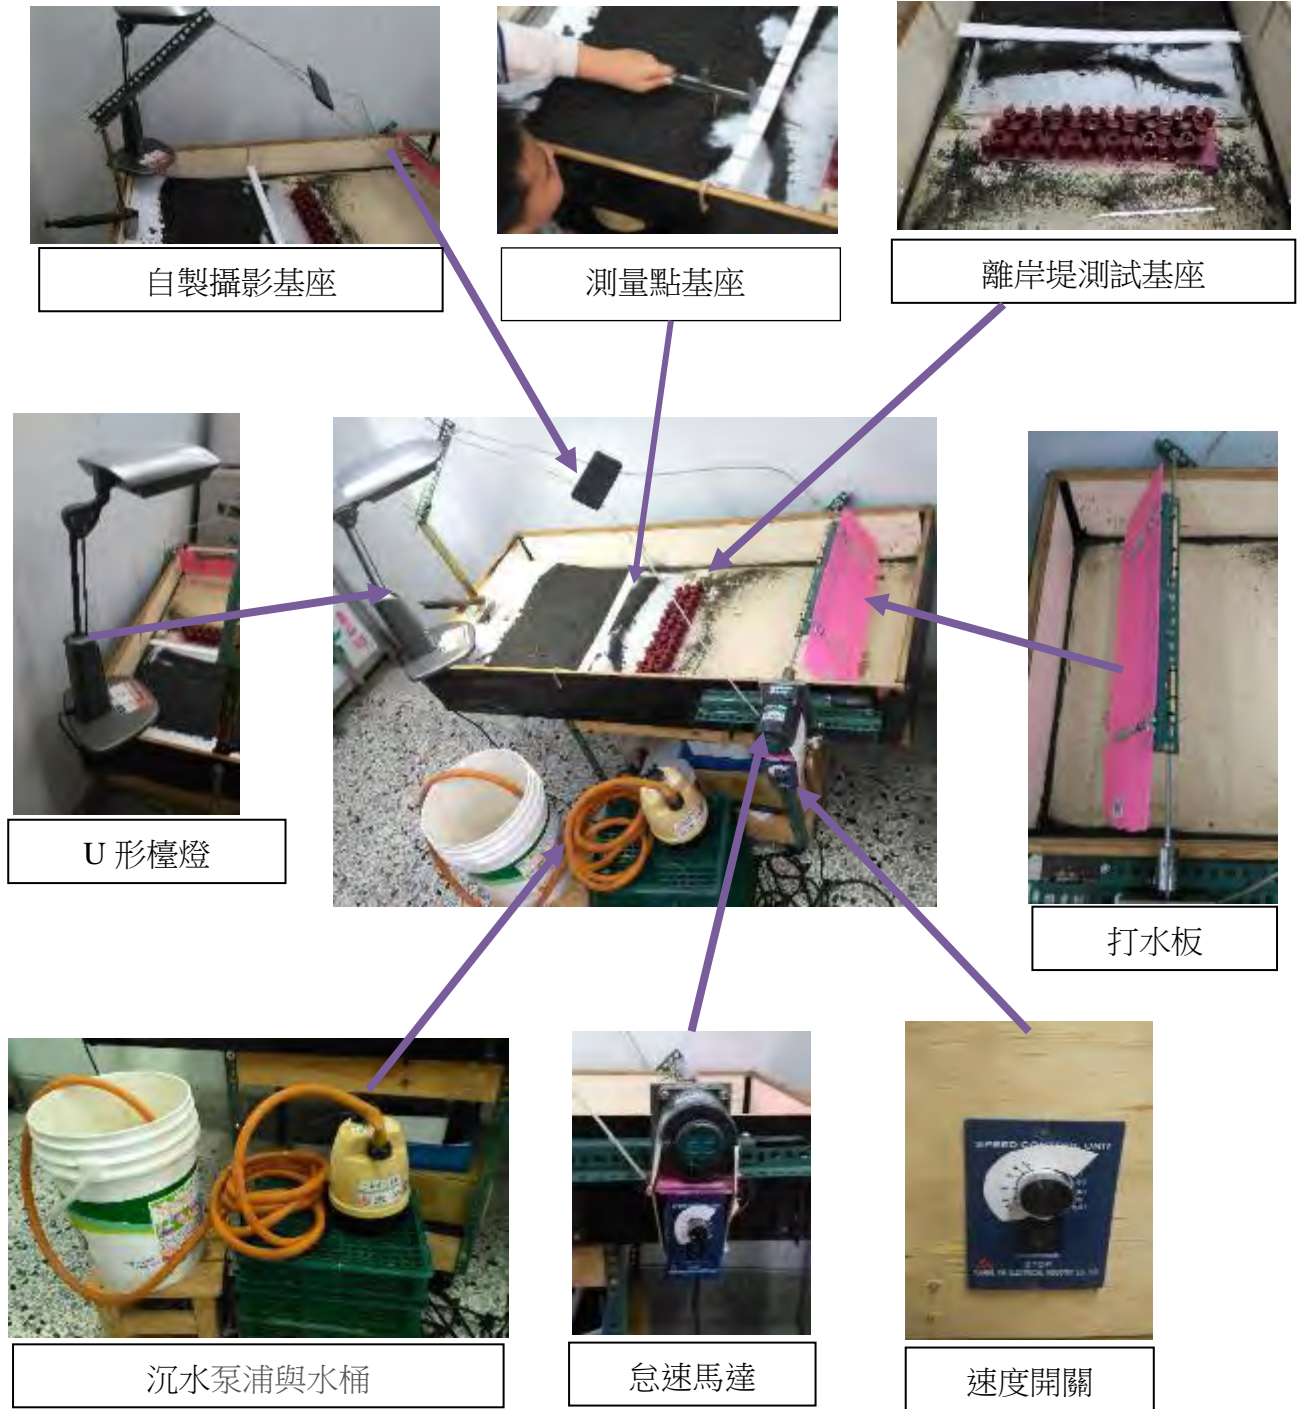 自製攝影基座
測量點基座
離岸堤測試基座
U 形檯燈
打水板
SPEED CONTROL UNIT
STOP
沉水泵浦與水桶
怠速馬達
速度開關